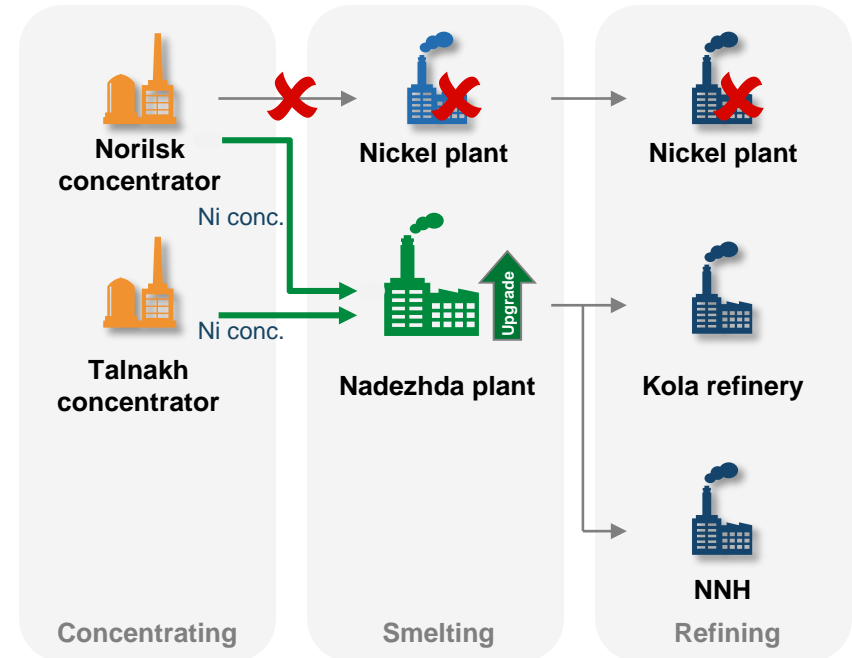 Norilsk
concentrator
Nickel plant
Nickel plant
Ni conc.
Ni conc.
Upgrade
Talnakh
concentrator
Nadezhda plant
Kola refinery
NNH
Concentrating
Smelting
Refining